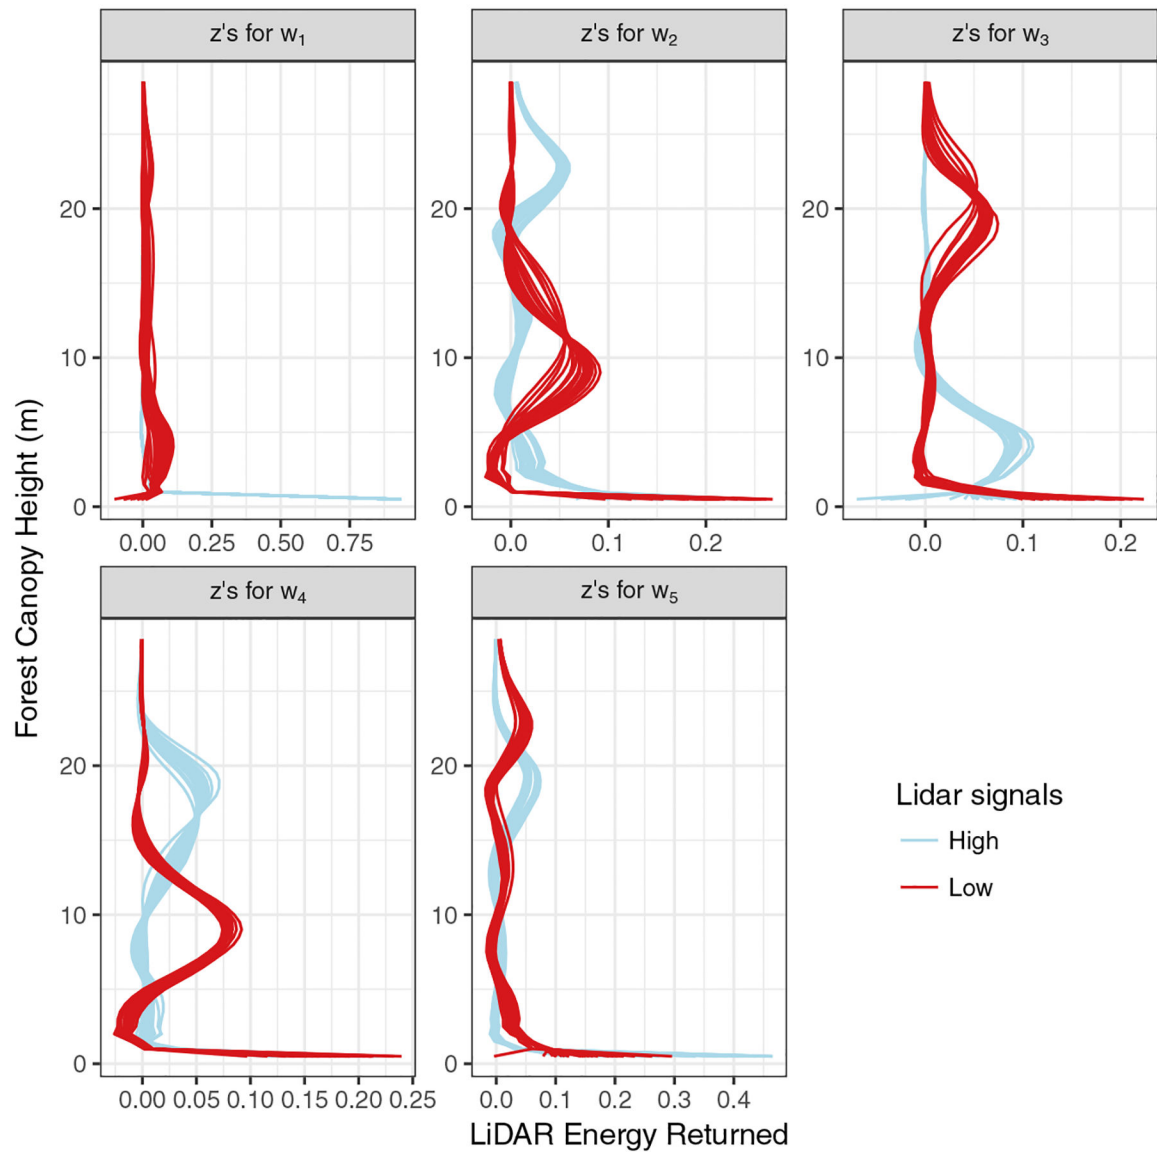 z's for w₁
z's for w₂
z's for w₃
20
10
0
0.00 0.25 0.50 0.75
20
10
0
0.0 0.1 0.2
20
10
0
0.0 0.1 0.2
Forest Canopy Height (m)
z's for w₄
z's for w₅
20
10
0
0.00 0.05 0.10 0.15 0.20 0.25
20
10
0
0.0 0.1 0.2 0.3 0.4
LiDAR Energy Returned
Lidar signals
High
Low